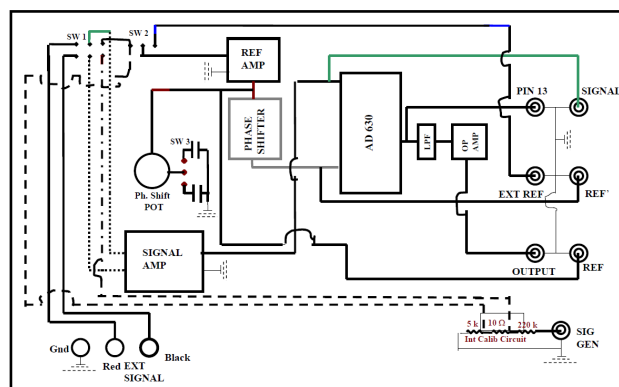 SW 1
SW 2
REF
AMP
PHASE
SHIFTER
SW 3
Ph. Shift
POT
AD 630
LPF
OP
AMP
PIN 13
SIGNAL
EXT REF
REF'
OUTPUT
REF
SIGNAL
AMP
5 k
10 Ω
220 k
Int Calib Circuit
SIG
GEN
Gnd
Red
EXT
SIGNAL
Black